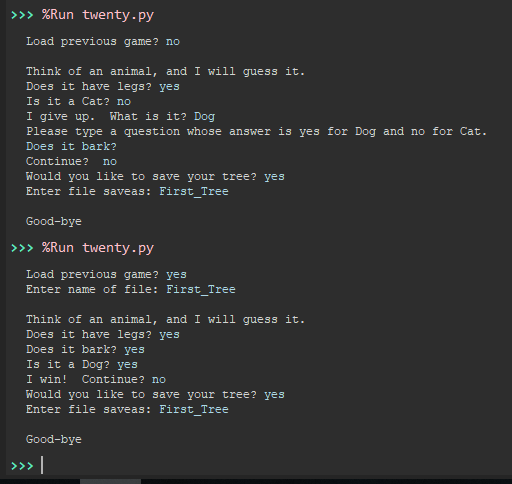 >>> %Run twenty.py
Load previous game? no
Think of an animal, and I will guess it.
Does it have legs? yes
Is it a Cat? no
I give up.  What is it? Dog
Please type a question whose answer is yes for Dog and no for Cat.
Does it bark?
Continue?  no
Would you like to save your tree? yes
Enter file saveas: First_Tree
Good-bye
>>> %Run twenty.py
Load previous game? yes
Enter name of file: First_Tree
Think of an animal, and I will guess it.
Does it have legs? yes
Does it bark? yes
Is it a Dog? yes
I win!  Continue? no
Would you like to save your tree? yes
Enter file saveas: First_Tree
Good-bye
>>>